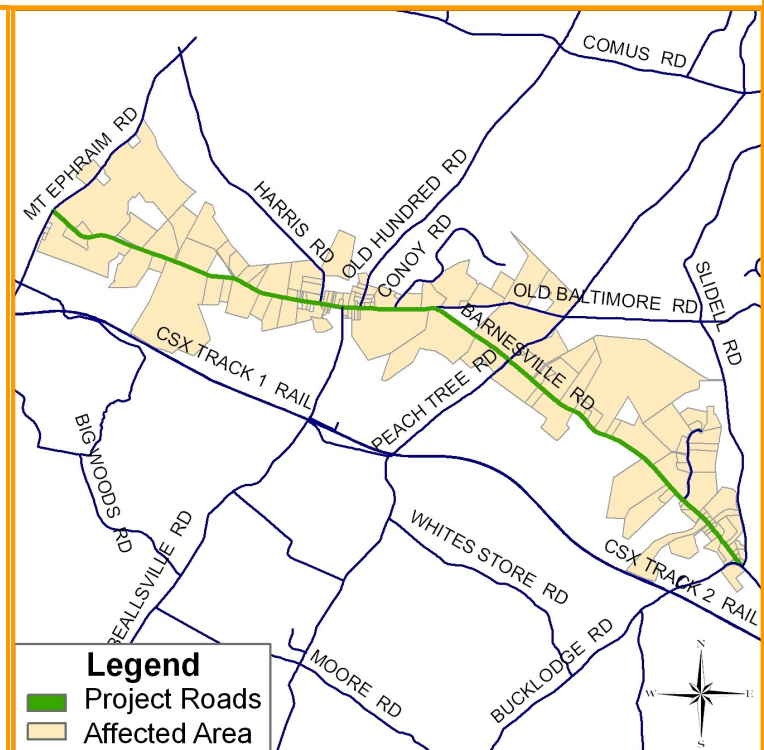 COMUS RD
MT EPHRAIM RD
HARRIS RD
OLD HUNDRED RD
CONOY RD
OLD BALTIMORE RD
SLIDELL RD
BARNESVILLE RD
CSX TRACK 1 RAIL
PEACH TREE RD
BIG WOODS RD
WHITES STORE RD
CSX TRACK 2 RAIL
BEALLSVILLE RD
BUCKLODGE RD
MOORE RD
N
W
E
S
Legend
Project Roads
Affected Area